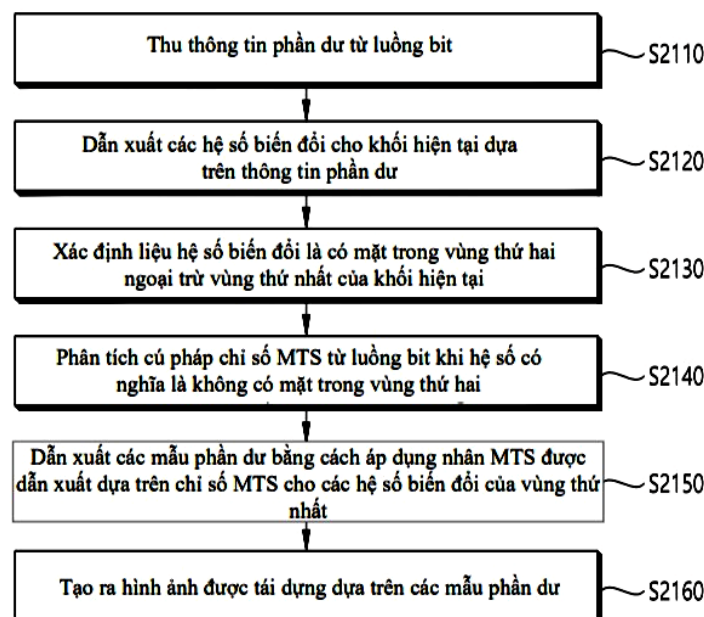 Thu thông tin phần dư từ luồng bit
S2110
Dẫn xuất các hệ số biến đổi cho khối hiện tại dựa
trên thông tin phần dư
S2120
Xác định liệu hệ số biến đổi là có mặt trong vùng thứ hai
ngoại trừ vùng thứ nhất của khối hiện tại
S2130
Phân tích cú pháp chỉ số MTS từ luồng bit khi hệ số có
nghĩa là không có mặt trong vùng thứ hai
S2140
Dẫn xuất các mẫu phần dư bằng cách áp dụng nhân MTS được
dẫn xuất dựa trên chỉ số MTS cho các hệ số biến đổi của vùng thứ
nhất
S2150
Tạo ra hình ảnh được tái dựng dựa trên các mẫu phần dư
S2160